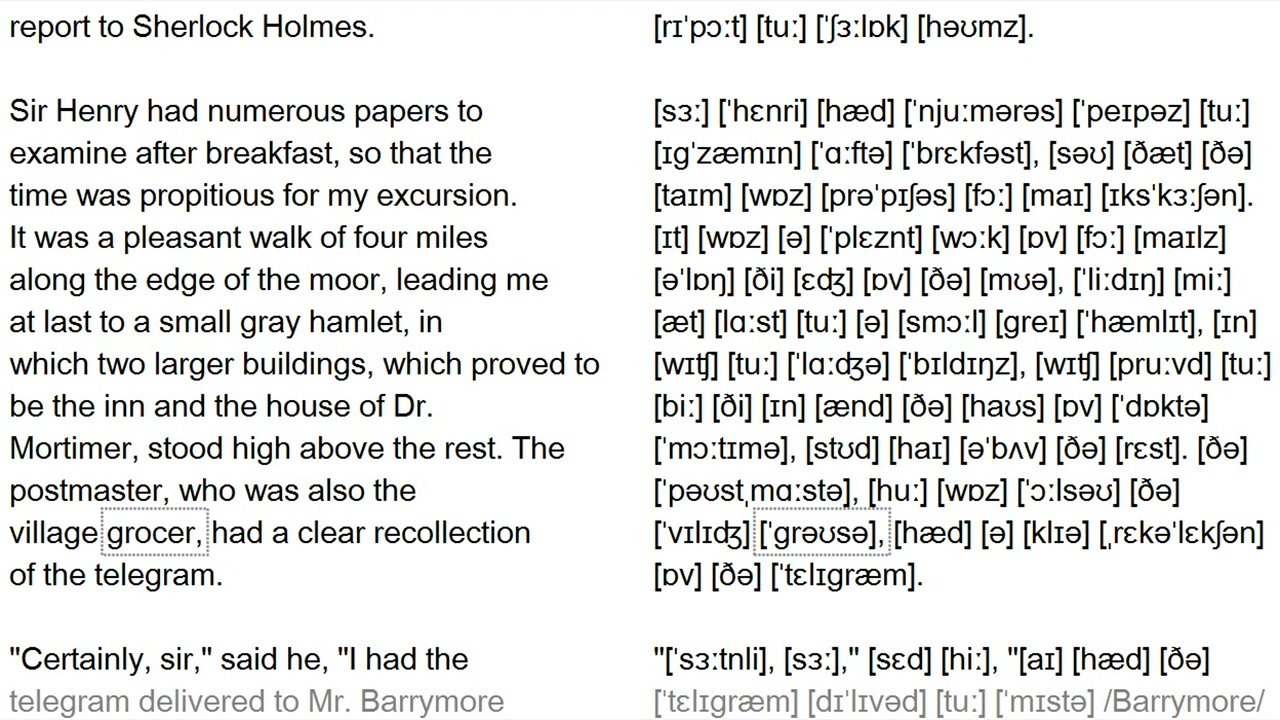 report to Sherlock Holmes.
Sir Henry had numerous papers to
examine after breakfast, so that the
time was propitious for my excursion.
It was a pleasant walk of four miles
along the edge of the moor, leading me
at last to a small gray hamlet, in
which two larger buildings, which proved to
be the inn and the house of Dr.
Mortimer, stood high above the rest. The
postmaster, who was also the
village grocer, had a clear recollection
of the telegram.
"Certainly, sir," said he, "I had the
telegram delivered to Mr. Barrymore
[rɪˈpɔːt] [tuː] [ˈʃɜːlɒk] [həʊmz].
[sɜː] [ˈhɛnri] [hæd] [ˈnjuːmərəs] [ˈpeɪpəz] [tuː]
[ɪgˈzæmɪn] [ˈɑːftə] [ˈbrɛkfəst], [səʊ] [ðæt] [ðə]
[taɪm] [wɒz] [prəˈpɪʃəs] [fɔː] [maɪ] [ɪksˈkɜːʃən].
[ɪt] [wɒz] [ə] [ˈplɛznt] [wɔːk] [ɒv] [fɔː] [maɪlz]
[əˈlɒŋ] [ði] [ɛʤ] [ɒv] [ðə] [mʊə], [ˈliːdɪŋ] [miː]
[æt] [lɑːst] [tuː] [ə] [smɔːl] [greɪ] [ˈhæmlɪt], [ɪn]
[wɪʧ] [tuː] [ˈlɑːʤə] [ˈbɪldɪŋz], [wɪʧ] [pruːvd] [tuː]
[biː] [ði] [ɪn] [ænd] [ðə] [haʊs] [ɒv] [ˈdɒktə]
[ˈmɔːtɪmə], [stʊd] [haɪ] [əˈbʌv] [ðə] [rɛst]. [ðə]
[ˈpəʊstˌmɑːstə], [huː] [wɒz] [ˈɔːlsəʊ] [ðə]
[ˈvɪlɪʤ] [ˈgrəʊsə], [hæd] [ə] [klɪə] [ˌrɛkəˈlɛkʃən]
[ɒv] [ðə] [ˈtɛlɪgræm].
"[ˈsɜːtnli], [sɜː]," [sɛd] [hiː], "[aɪ] [hæd] [ðə]
[ˈtɛlɪgræm] [dɪˈlɪvəd] [tuː] [ˈmɪstə] /Barrymore/